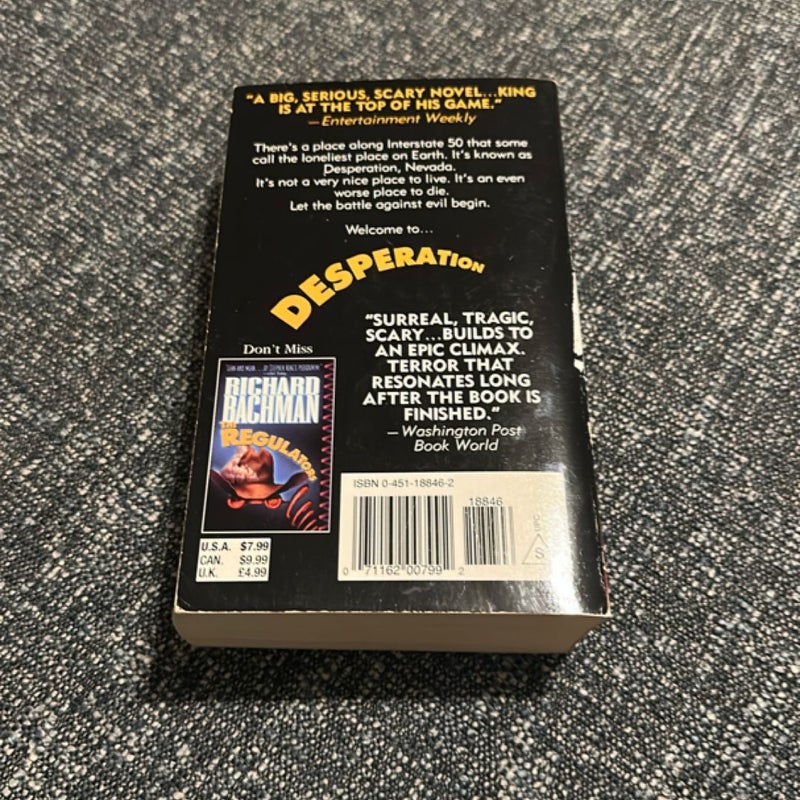 "A BIG, SERIOUS, SCARY NOVEL...KING
IS AT THE TOP OF HIS GAME."
—Entertainment Weekly
There's a place along Interstate 50 that some
call the loneliest place on Earth. It's known as
Desperation, Nevada.
It's not a very nice place to live. It's an even
worse place to die.
Let the battle against evil begin.
Welcome to...
DESPERATION
"SURREAL, TRAGIC,
SCARY...BUILDS TO
AN EPIC CLIMAX.
TERROR THAT
RESONATES LONG
AFTER THE BOOK IS
FINISHED."
—Washington Post
Book World
Don't Miss
RICHARD
BACHMAN
THE
REGULATORS
U.S.A. $7.99
CAN. $9.99
U.K. £4.99
ISBN 0-451-18846-2
18846
0 71162 00799 2
UPC
S